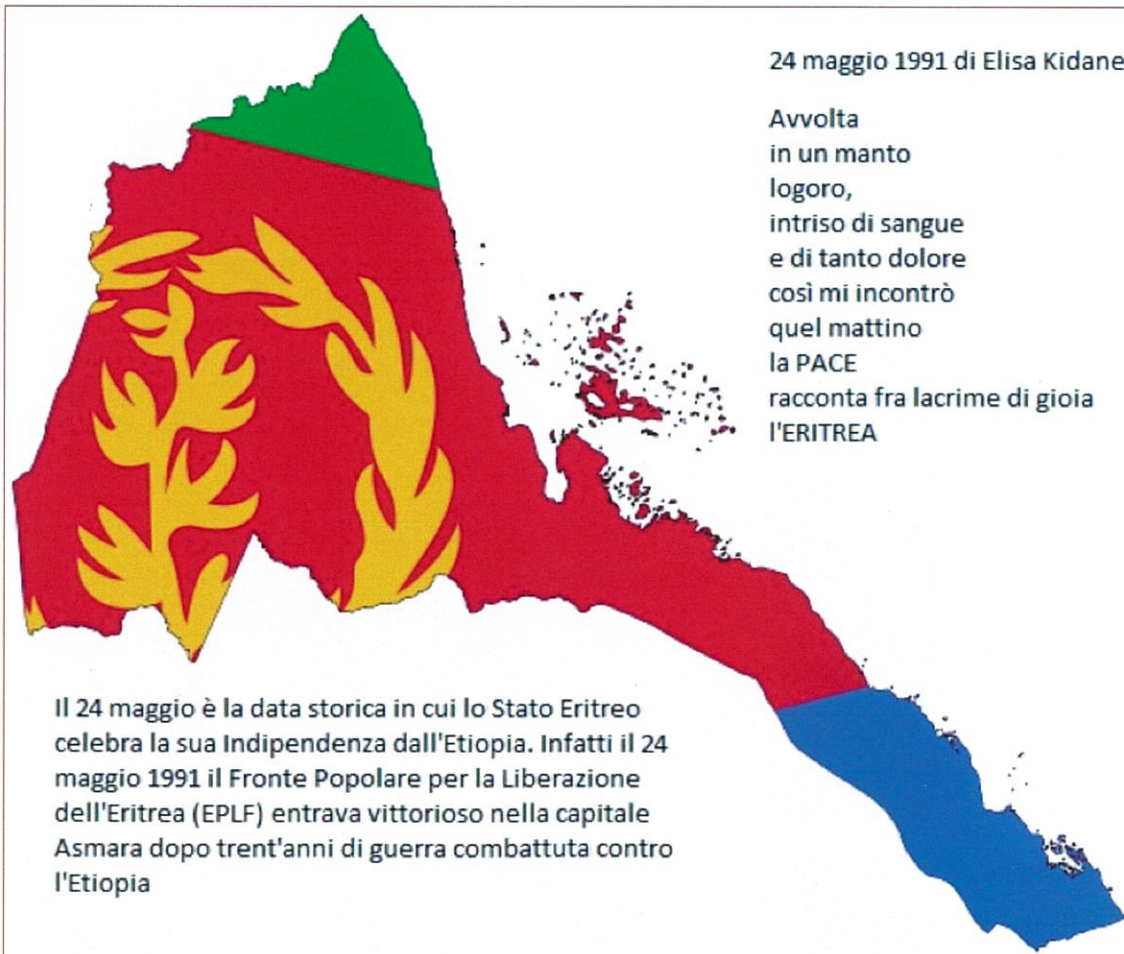 24 maggio 1991 di Elisa Kidane
Avvolta
in un manto
logoro,
intriso di sangue
e di tanto dolore
così mi incontrò
quel mattino
la PACE
racconta fra lacrime di gioia
l'ERITREA
Il 24 maggio è la data storica in cui lo Stato Eritreo
celebra la sua Indipendenza dall'Etiopia. Infatti il 24
maggio 1991 il Fronte Popolare per la Liberazione
dell'Eritrea (EPLF) entrava vittorioso nella capitale
Asmara dopo trent'anni di guerra combattuta contro
l'Etiopia